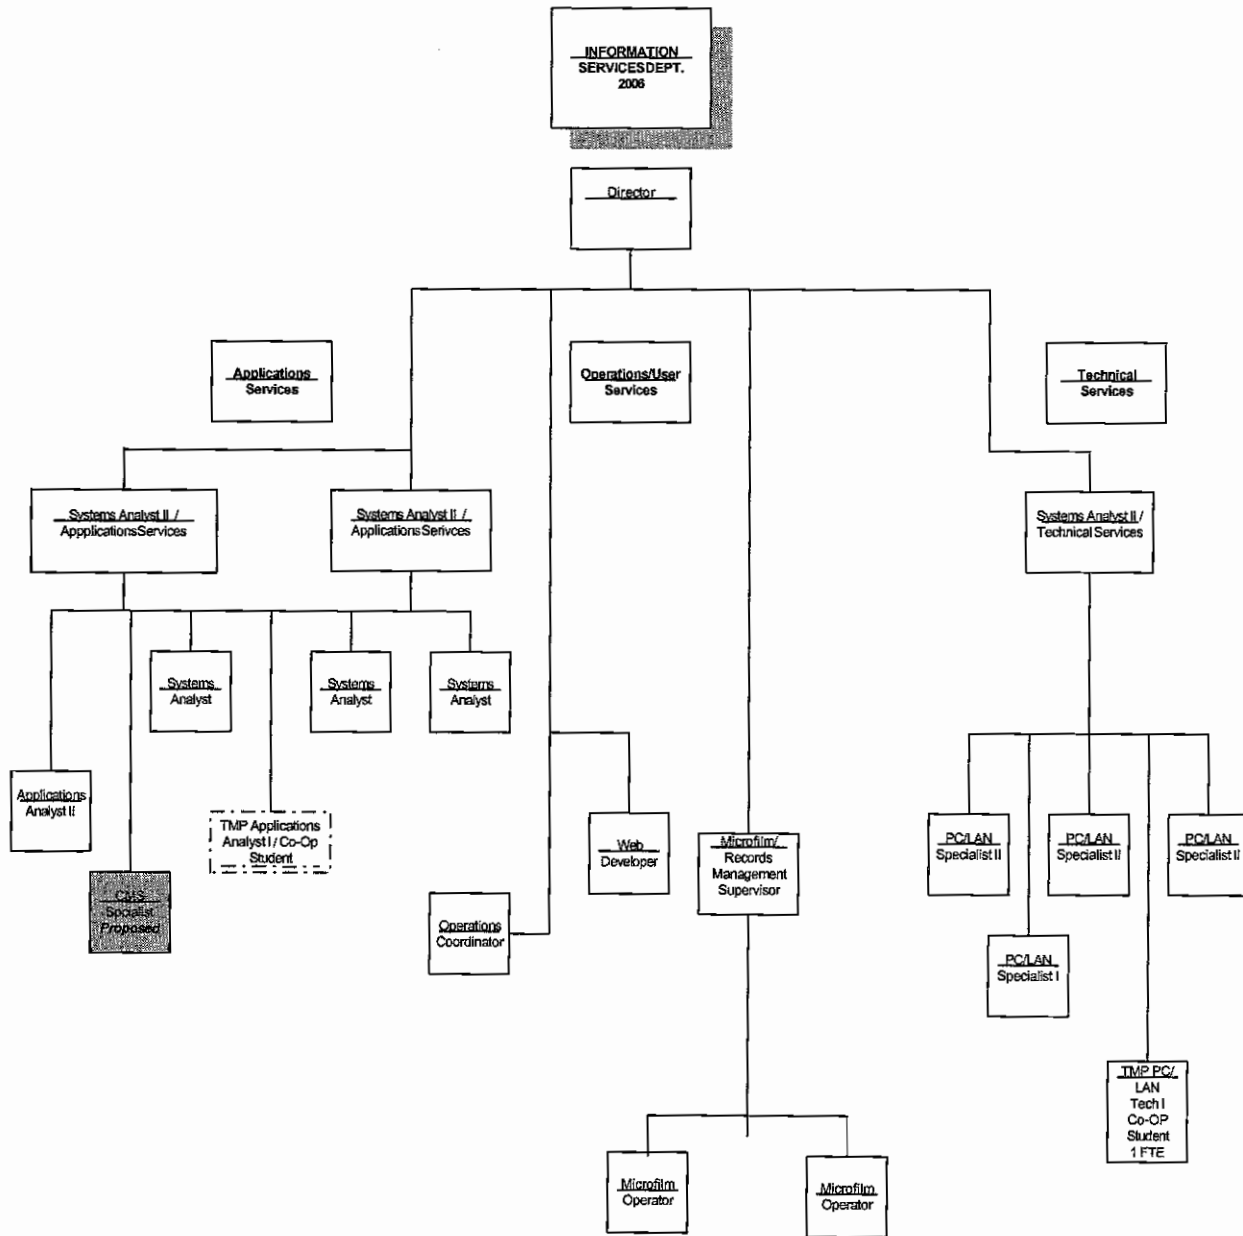 INFORMATION
SERVICES DEPT.
2006
Director
Applications
Services
Operations/User
Services
Technical
Services
Systems Analyst II /
Appplications Services
Systems Analyst II /
Applications Serivces
Systems Analyst II /
Technical Services
Systems
Analyst
Systems
Analyst
Systems
Analyst
Applications
Analyst II
TMP Applications
Analyst I / Co-Op
Student
CMS
Specialist
Proposed
Operations
Coordinator
Web
Developer
Microfilm/
Records
Management
Supervisor
PC/LAN
Specialist II
PC/LAN
Specialist II
PC/LAN
Specialist II
PC/LAN
Specialist I
TMP PC/
LAN
Tech I
Co-OP
Student
1 FTE
Microfilm
Operator
Microfilm
Operator